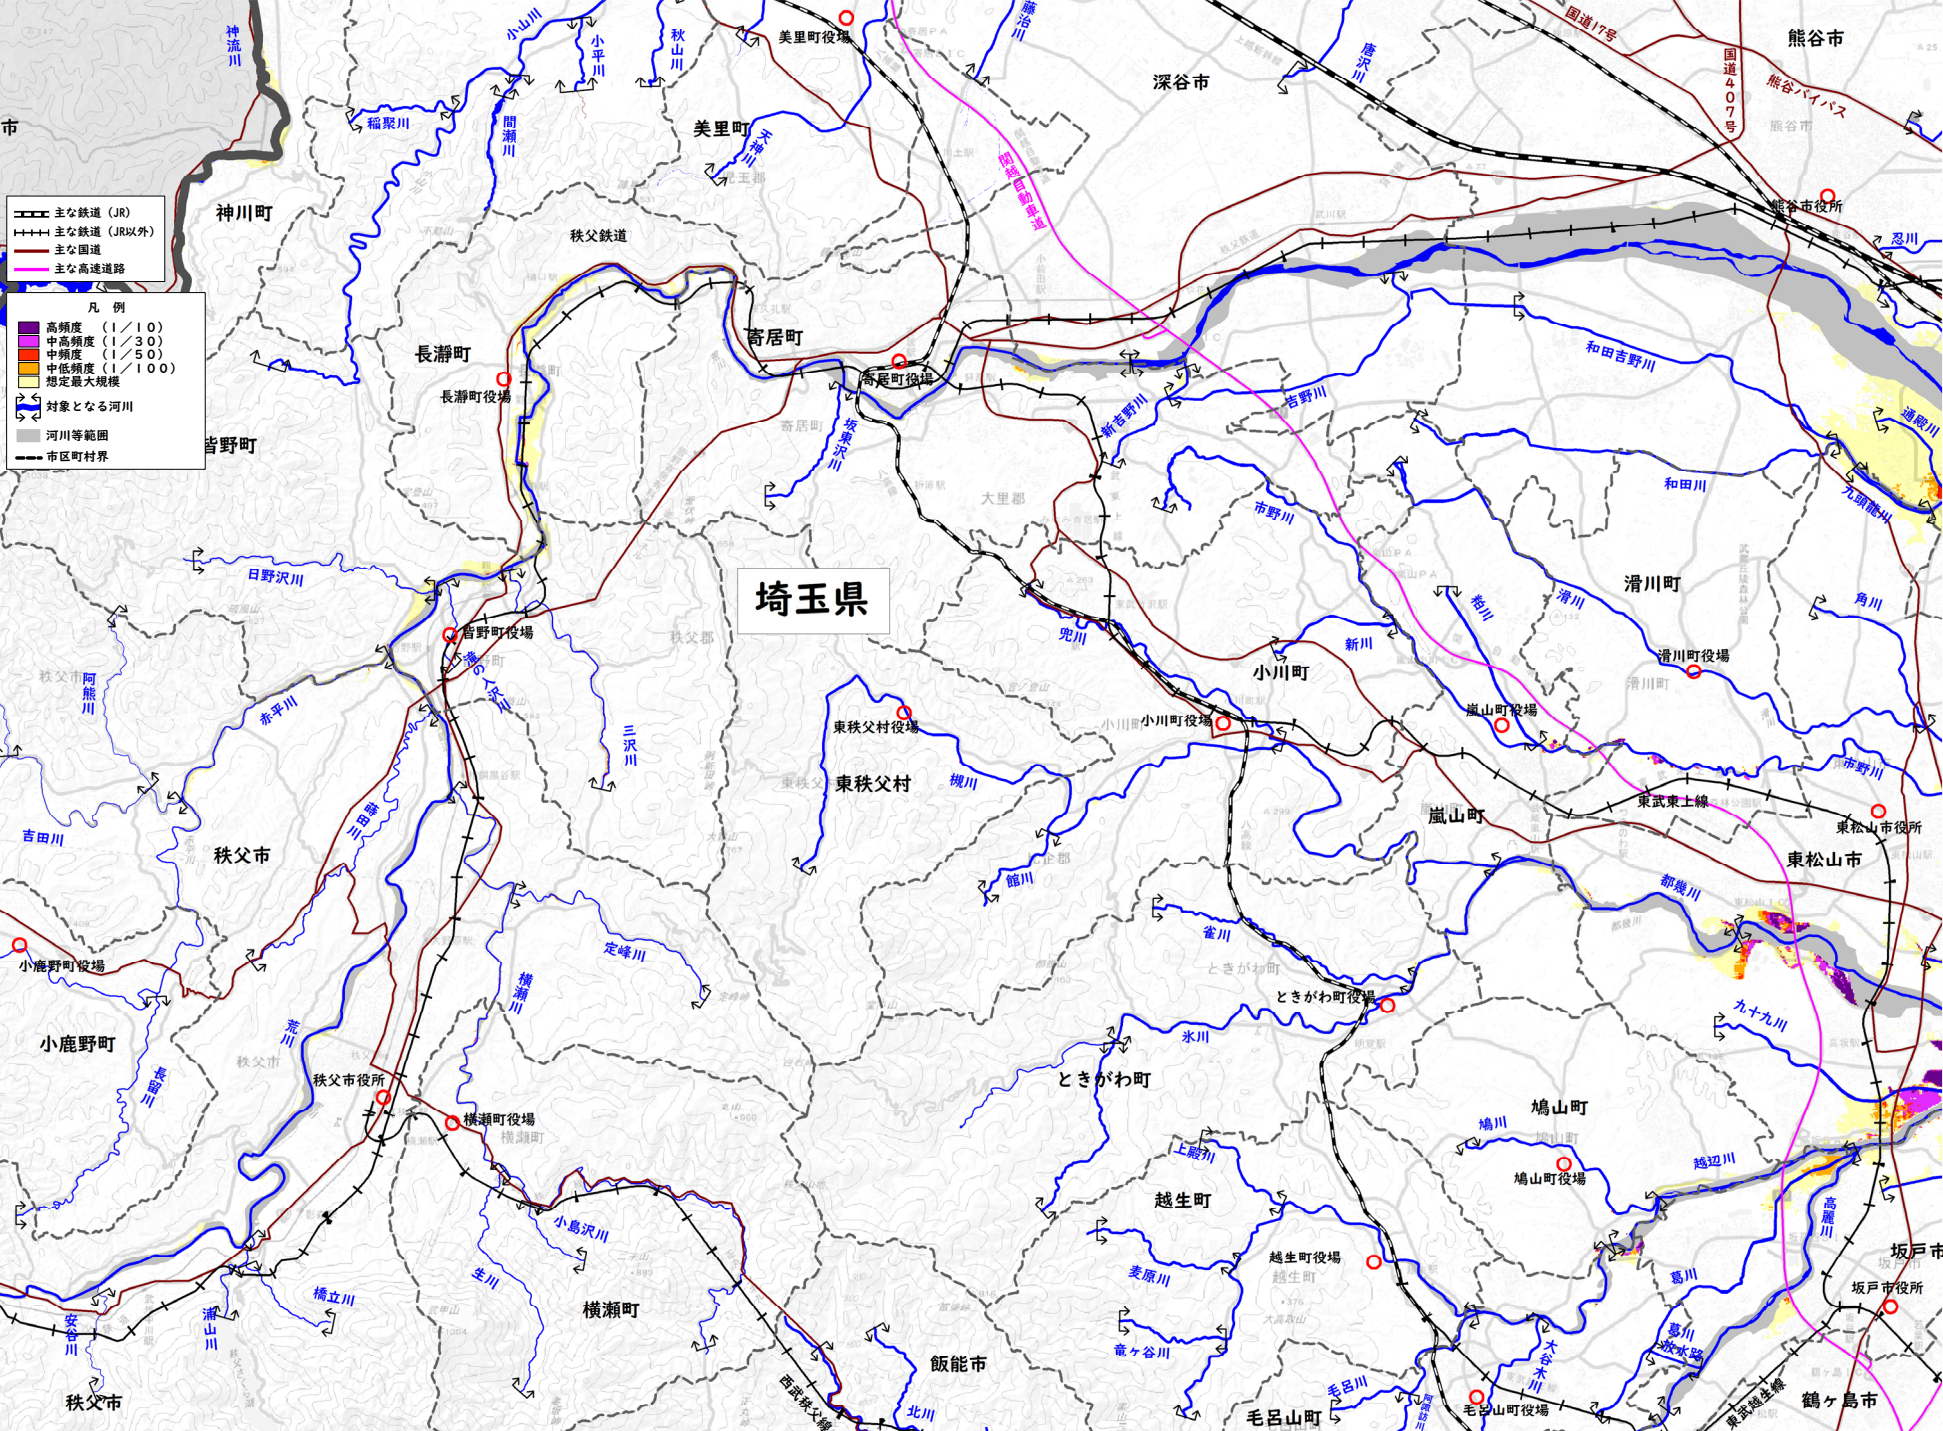 神流川
小山川
小平川
秋山川
美里町役場
藤治川
唐沢川
国道17号
国道407号
熊谷市
熊谷バイパス
深谷市
市
稲聚川
間瀬川
美里町
天神川
関越自動車道
神川町
秩父鉄道
熊谷市役所
忍川
主な鉄道（JR）
主な鉄道（JR以外）
主な国道
主な高速道路
凡 例
高頻度 （1／10）
中高頻度（1／30）
中頻度 （1／50）
中低頻度（1／100）
想定最大規模
対象となる河川
河川等範囲
市区町村界
長瀞町
長瀞町役場
寄居町
寄居町役場
皆野町
坂東沢川
新吉野川
吉野川
和田吉野川
通殿川
和田川
九頭龍川
市野川
日野沢川
埼玉県
滑川町
滑川
粕川
角川
兜川
新川
小川町
滑川町役場
皆野町役場
滝の入沢川
阿熊川
赤平川
三沢川
東秩父村役場
東秩父村
槻川
小川町役場
嵐山町役場
市野川
嵐山町
東武東上線
東松山市役所
東松山市
吉田川
秩父市
蒔田川
館川
都幾川
雀川
定峰川
横瀬川
小鹿野町役場
小鹿野町
荒川
長留川
ときがわ町役場
氷川
ときがわ町
九十九川
秩父市役所
横瀬町役場
鳩山町
鳩川
鳩山町役場
越辺川
高麗川
上殿川
越生町
越生町役場
麦原川
竜ヶ谷川
小島沢川
生川
橋立川
浦山川
安谷川
秩父市
横瀬町
西武秩父線
飯能市
北川
毛呂山町
毛呂川
阿諏訪川
毛呂山町役場
大谷木川
葛川
葛川
放水路
坂戸市
坂戸市役所
東武越生線
鶴ヶ島市